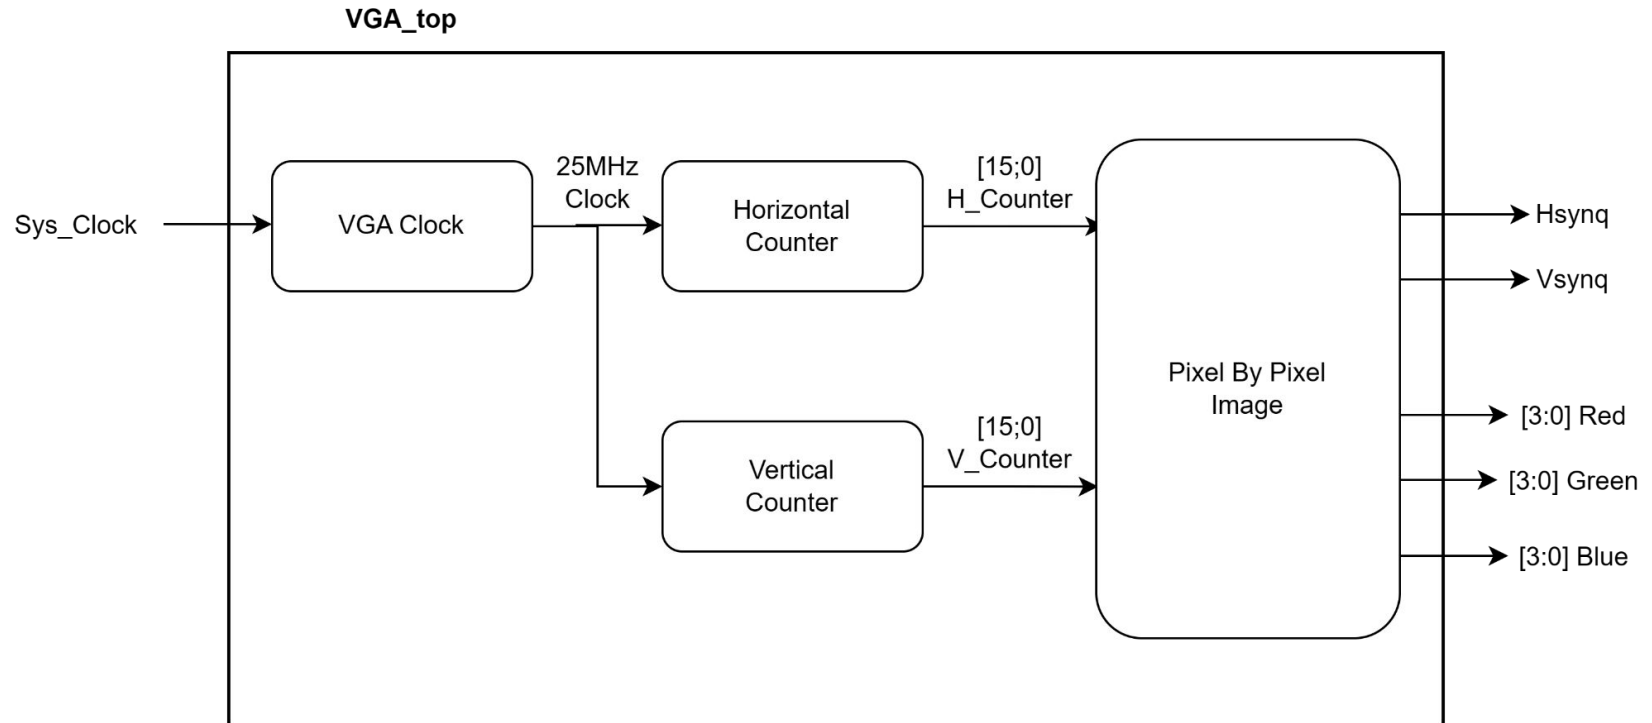 VGA_top
Sys_Clock
VGA Clock
25MHz
Clock
Horizontal
Counter
[15;0]
H_Counter
Vertical
Counter
[15;0]
V_Counter
Pixel By Pixel
Image
Hsynq
Vsynq
[3:0] Red
[3:0] Green
[3:0] Blue